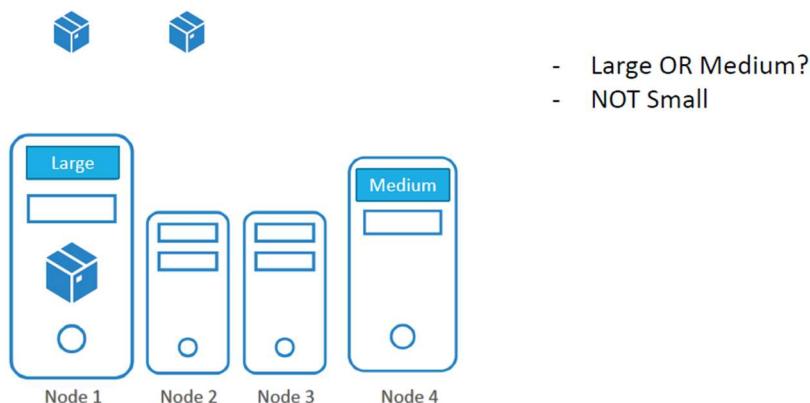 - Large OR Medium?
- NOT Small
Large
Medium
Node 1
Node 2
Node 3
Node 4